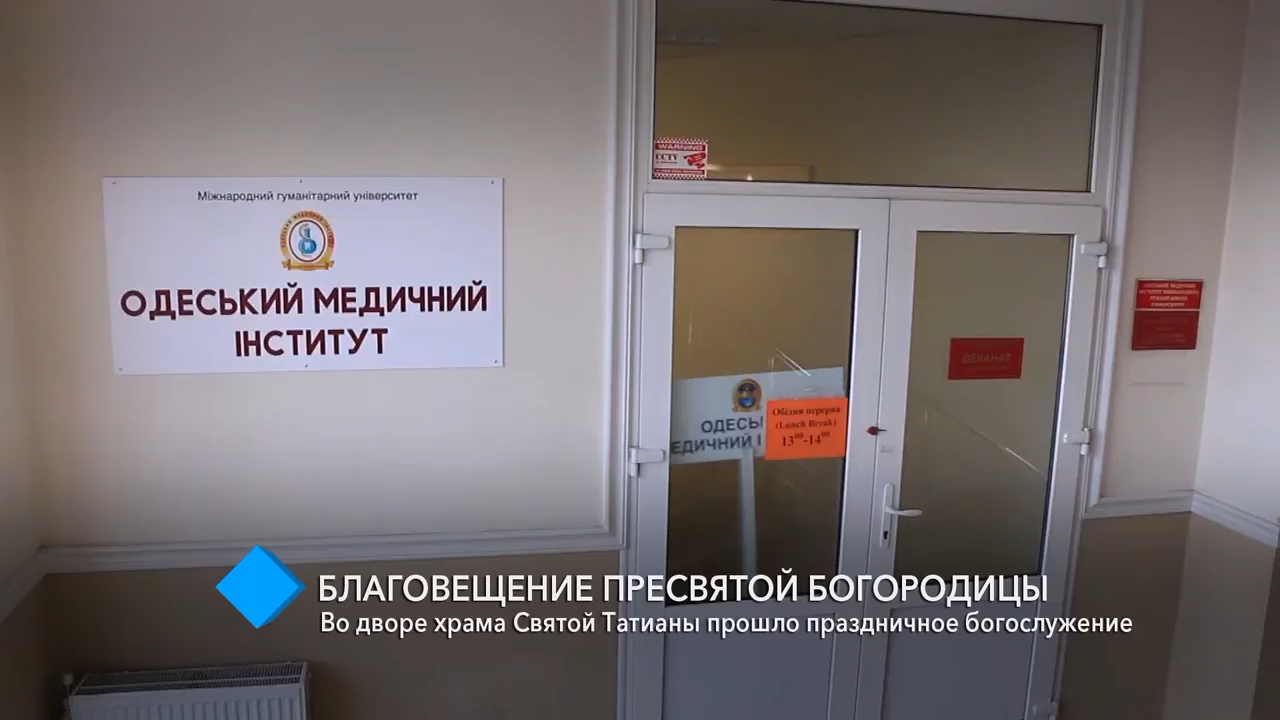 Міжнародний гуманітарний університет
ОДЕСЬКИЙ МЕДИЧНИЙ
ІНСТИТУТ
WARNING
CCTV
ДЕКАНАТ
ОДЕСЬ
ЕДИЧНИЙ І
Обідня перерва
(Lunch Break)
13⁰⁰-14⁰⁰
БЛАГОВЕЩЕНИЕ ПРЕСВЯТОЙ БОГОРОДИЦЫ
Во дворе храма Святой Татианы прошло праздничное богослужение